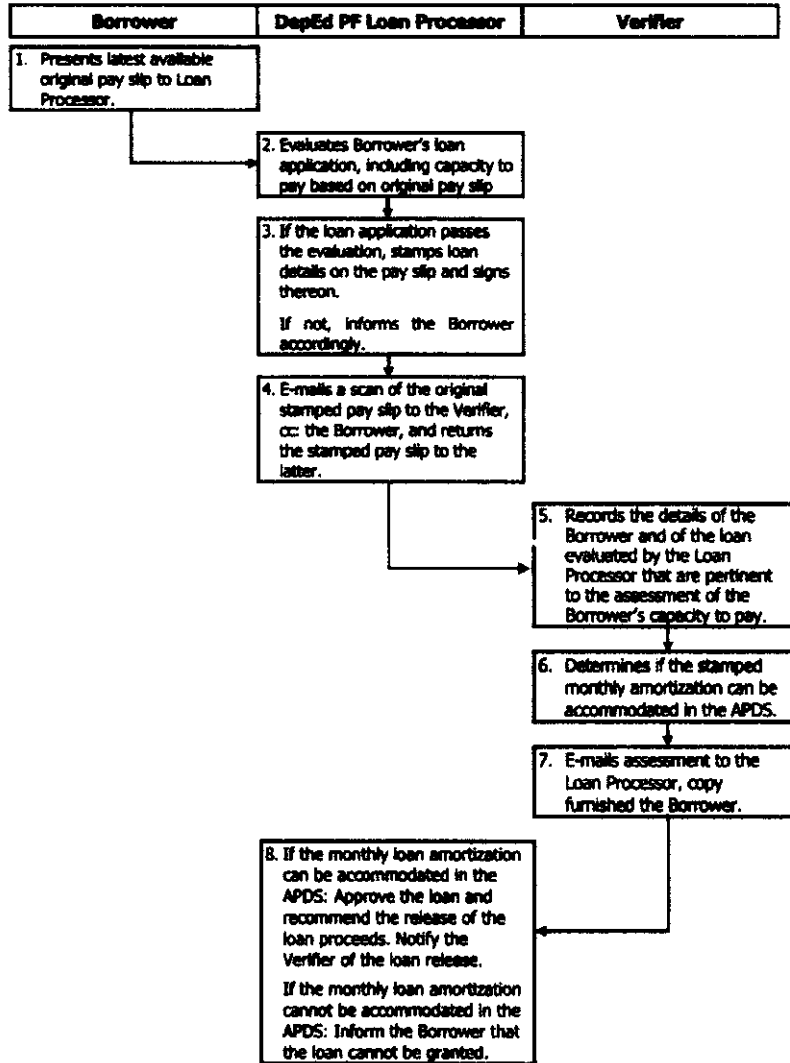 Borrower DepEd PF Loan Processor Verifier
1. Presents latest available
original pay slip to Loan
Processor.
2. Evaluates Borrower's loan
application, including capacity to
pay based on original pay slip
3. If the loan application passes
the evaluation, stamps loan
details on the pay slip and signs
thereon.
If not, informs the Borrower
accordingly.
4. E-mails a scan of the original
stamped pay slip to the Verifier,
cc: the Borrower, and returns
the stamped pay slip to the
latter.
5. Records the details of the
Borrower and of the loan
evaluated by the Loan
Processor that are pertinent
to the assessment of the
Borrower's capacity to pay.
6. Determines if the stamped
monthly amortization can be
accommodated in the APDS.
7. E-mails assessment to the
Loan Processor, copy
furnished the Borrower.
8. If the monthly loan amortization
can be accommodated in the
APDS: Approve the loan and
recommend the release of the
loan proceeds. Notify the
Verifier of the loan release.
If the monthly loan amortization
cannot be accommodated in the
APDS: Inform the Borrower that
the loan cannot be granted.